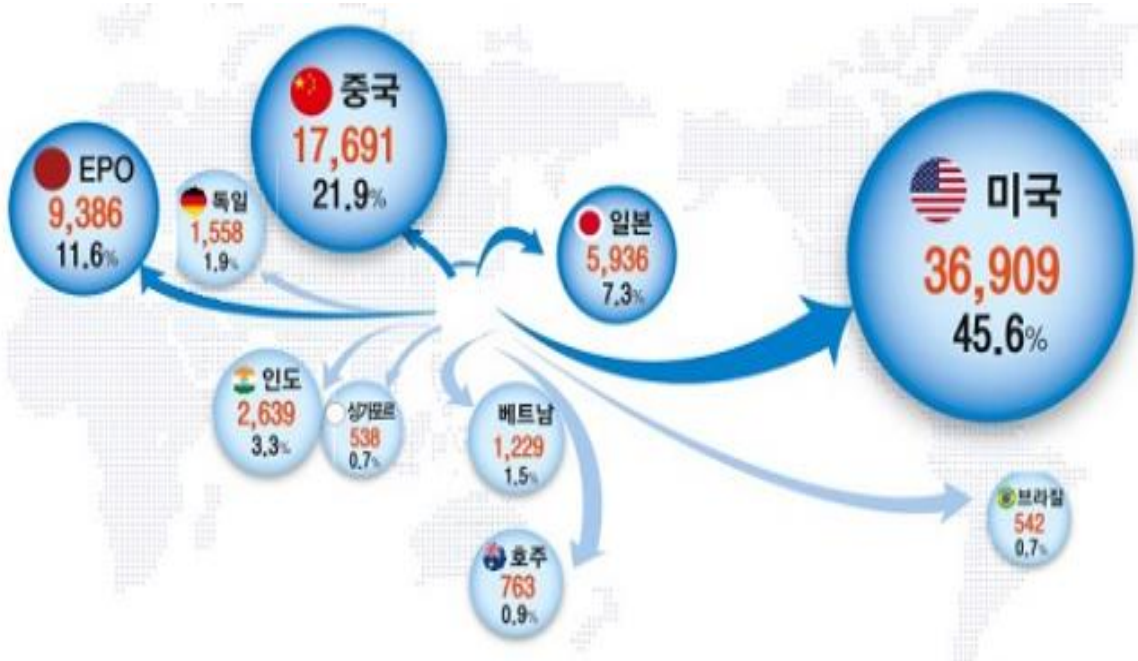 중국
17,691
21.9%
EPO
9,386
11.6%
독일
1,558
1.9%
일본
5,936
7.3%
미국
36,909
45.6%
인도
2,639
3.3%
싱가포르
538
0.7%
베트남
1,229
1.5%
호주
763
0.9%
브라질
542
0.7%